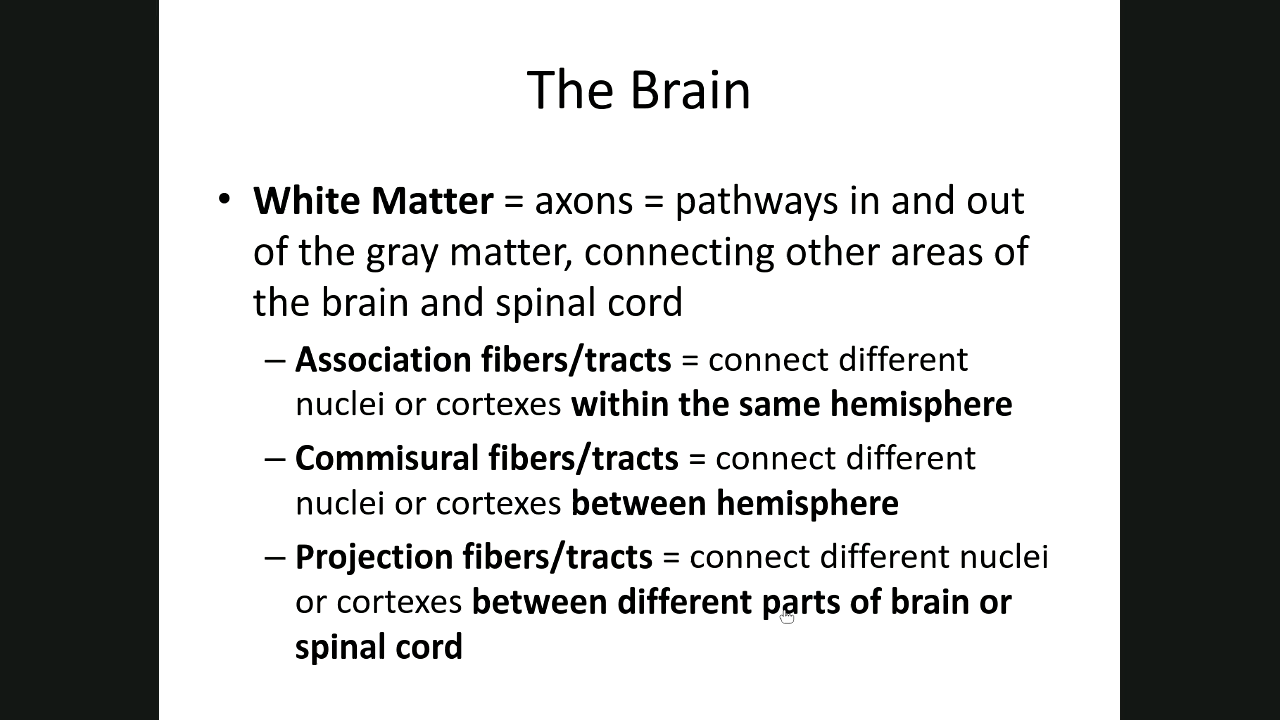 The Brain
• White Matter = axons = pathways in and out
of the gray matter, connecting other areas of
the brain and spinal cord
– Association fibers/tracts = connect different
nuclei or cortexes within the same hemisphere
– Commisural fibers/tracts = connect different
nuclei or cortexes between hemisphere
– Projection fibers/tracts = connect different nuclei
or cortexes between different parts of brain or
spinal cord